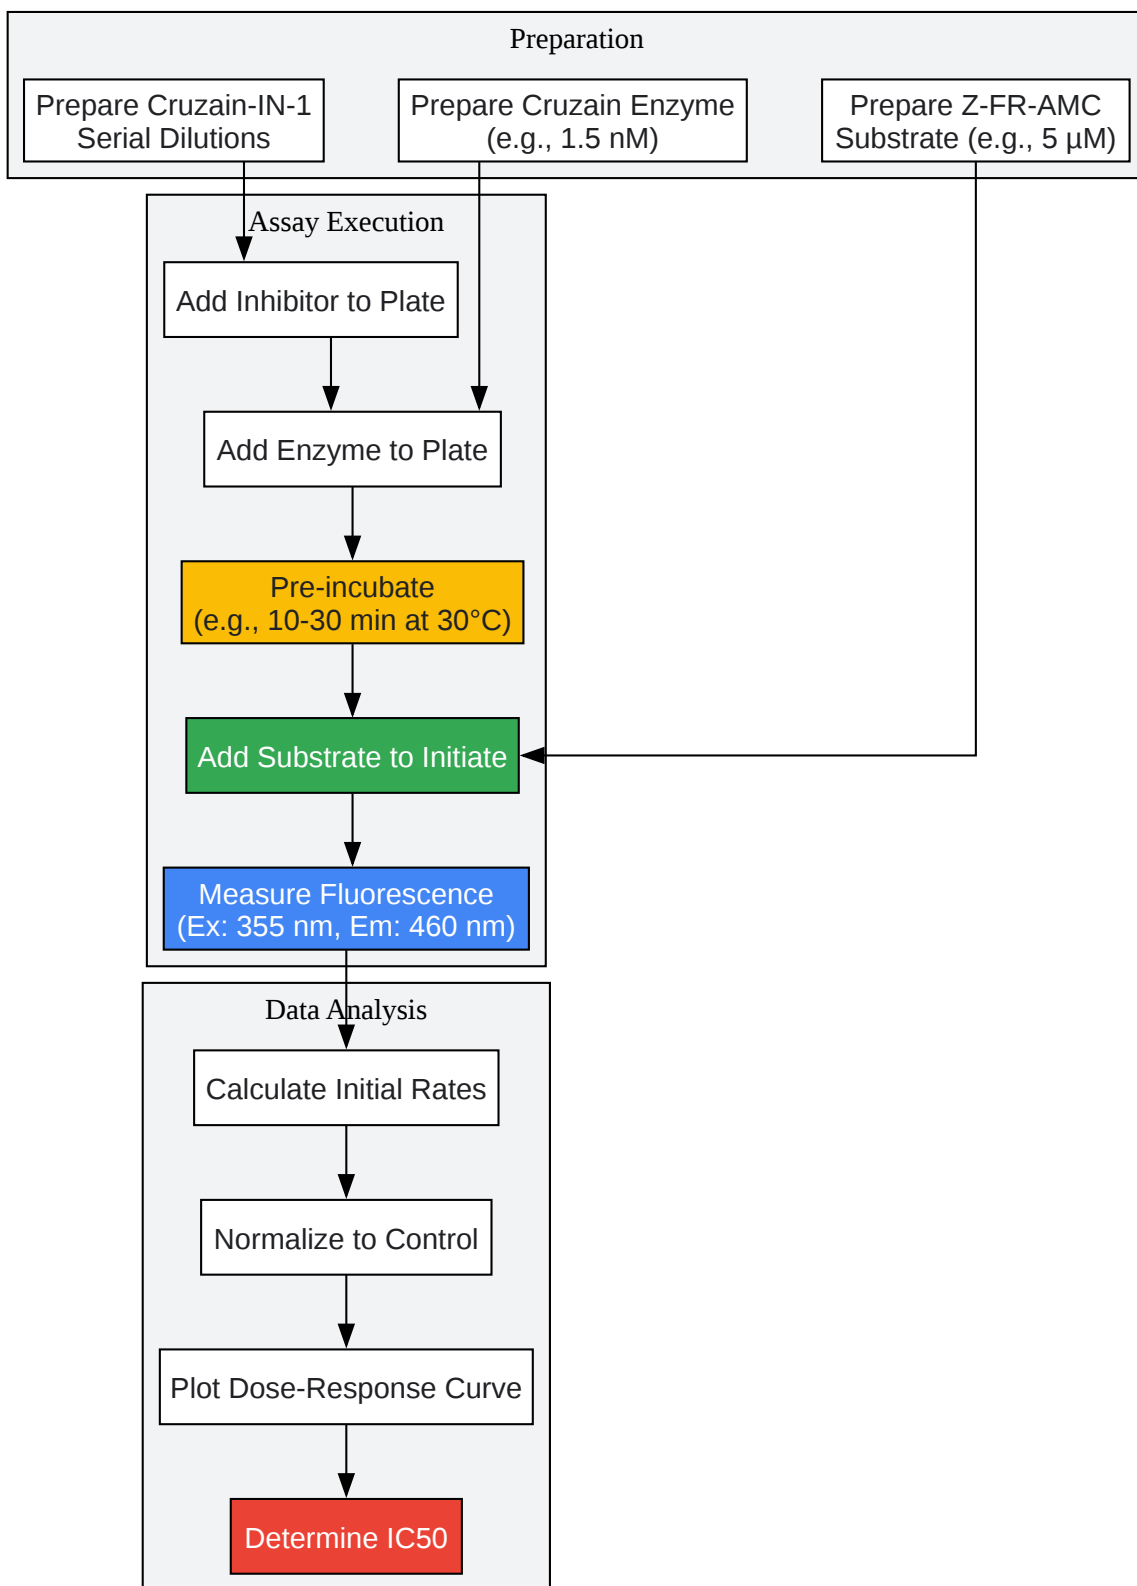 Preparation
Prepare Cruzain-IN-1
Serial Dilutions
Prepare Cruzain Enzyme
(e.g., 1.5 nM)
Prepare Z-FR-AMC
Substrate (e.g., 5 µM)
Assay Execution
Add Inhibitor to Plate
Add Enzyme to Plate
Pre-incubate
(e.g., 10-30 min at 30°C)
Add Substrate to Initiate
Measure Fluorescence
(Ex: 355 nm, Em: 460 nm)
Data Analysis
Calculate Initial Rates
Normalize to Control
Plot Dose-Response Curve
Determine IC50